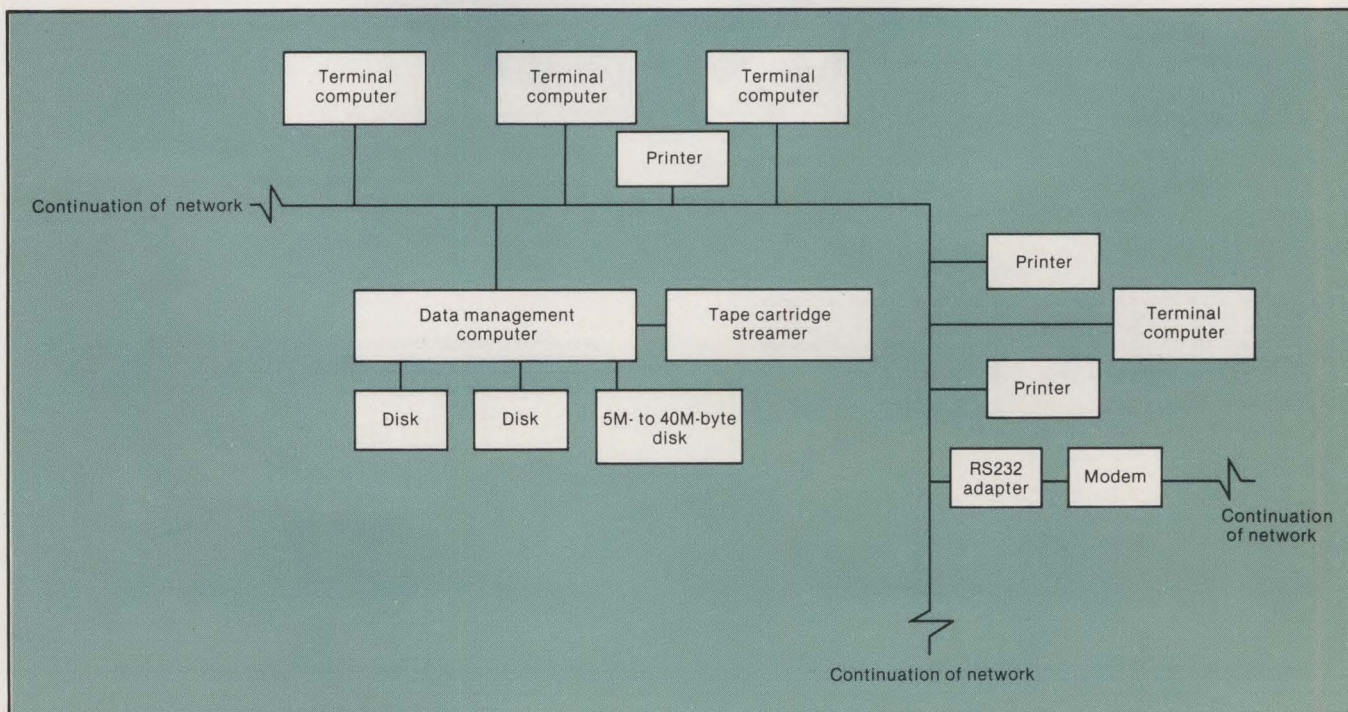 Terminal
computer
Terminal
computer
Terminal
computer
Printer
Continuation of network
Printer
Data management
computer
Tape cartridge
streamer
Terminal
computer
Disk
Disk
5M- to 40M-byte
disk
Printer
RS232
adapter
Modem
Continuation
of network
Continuation of network